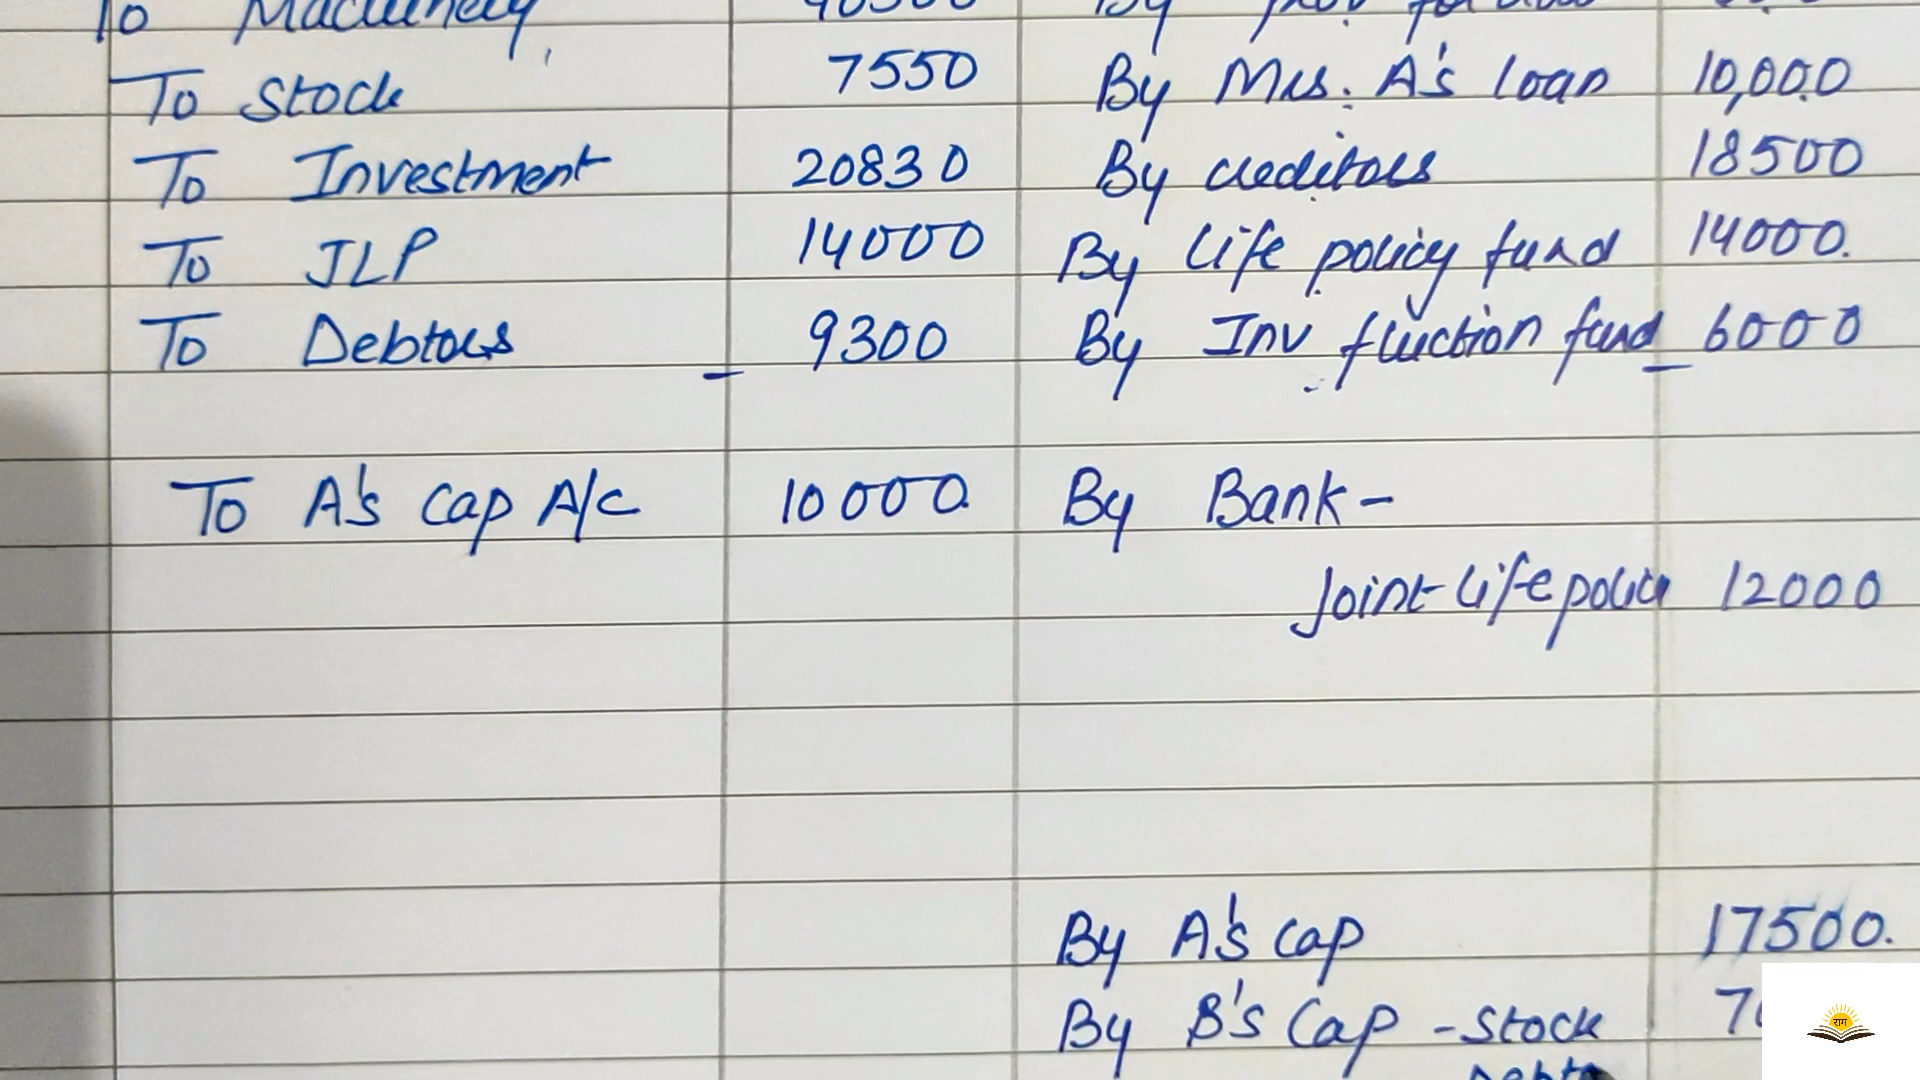 To Machinery
To Stock 7550 By Mrs. A's loan 10,000
To Investment 20830 By creditors 18500
To JLP 14000 By life policy fund 14000.
To Debtors 9300 By Inv fluction fund 6000
To A's Cap A/c 10000. By Bank-
Joint life policy 12000
By A's Cap 17500.
By B's Cap - Stock
राम